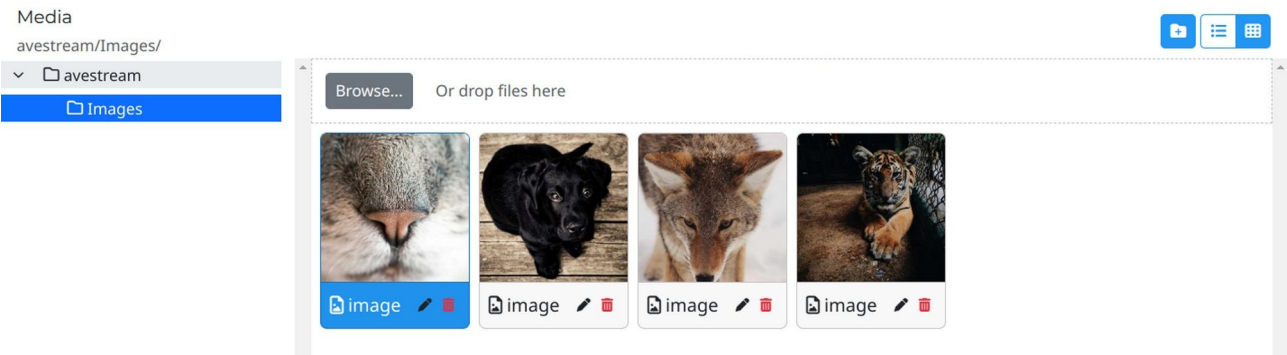 Media
avestream/Images/
avestream
Images
Browse... Or drop files here
image image image image